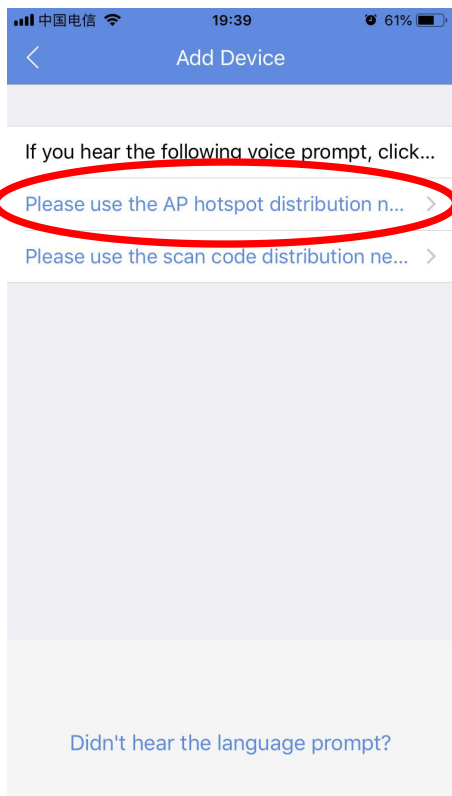 中国电信 19:39 61%
Add Device
If you hear the following voice prompt, click...
Please use the AP hotspot distribution n...
Please use the scan code distribution ne...
Didn't hear the language prompt?